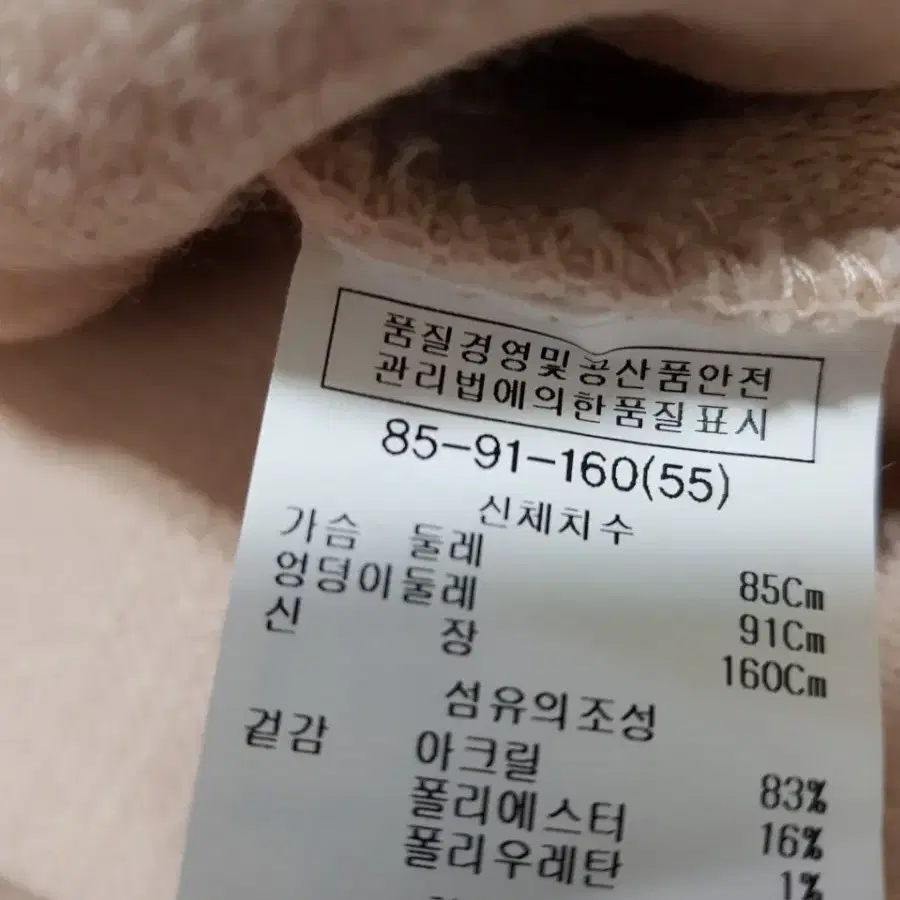 품질경영및공산품안전
관리법에의한품질표시
85-91-160(55)
신체치수
가슴 둘레 85Cm
엉덩이둘레 91Cm
신 장 160Cm
섬유의조성
겉감 아크릴 83%
폴리에스터 16%
폴리우레탄 1%